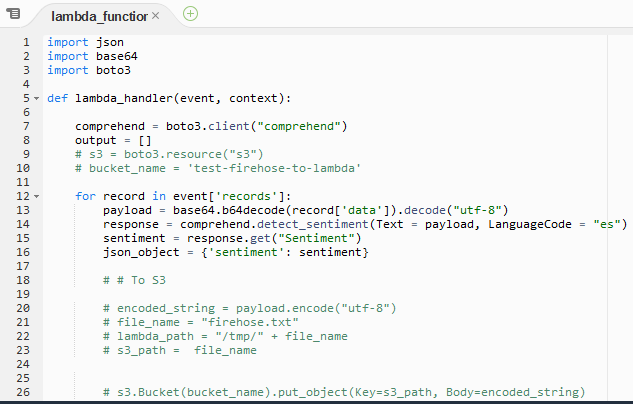 lambda_functior ×
1 import json
2 import base64
3 import boto3
4
5 def lambda_handler(event, context):
6
7 comprehend = boto3.client("comprehend")
8 output = []
9 # s3 = boto3.resource("s3")
10 # bucket_name = 'test-firehose-to-lambda'
11
12 for record in event['records']:
13 payload = base64.b64decode(record['data']).decode("utf-8")
14 response = comprehend.detect_sentiment(Text = payload, LanguageCode = "es")
15 sentiment = response.get("Sentiment")
16 json_object = {'sentiment': sentiment}
17
18 # # To S3
19
20 # encoded_string = payload.encode("utf-8")
21 # file_name = "firehose.txt"
22 # lambda_path = "/tmp/" + file_name
23 # s3_path =  file_name
24
25
26 # s3.Bucket(bucket_name).put_object(Key=s3_path, Body=encoded_string)